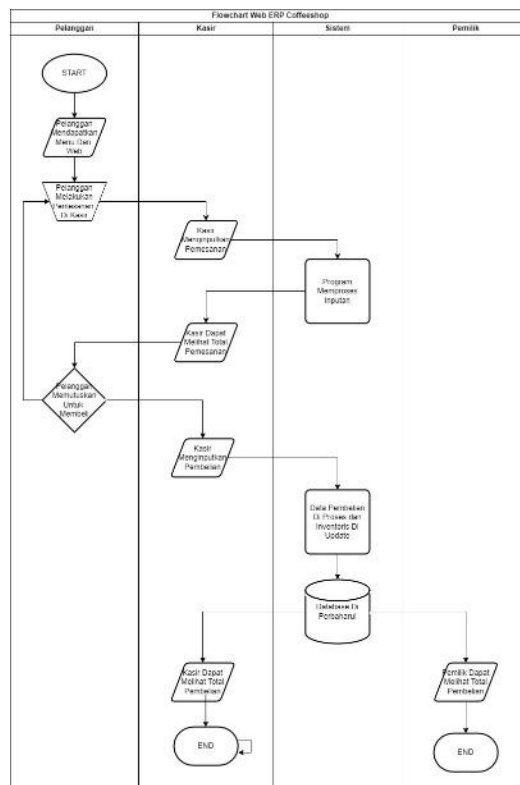 Flowchart Web ERP Coffeeshop
Pelanggan
Kasir
Sistem
Pemilik
START
Pelanggan
Mendapatkan
Menu Dari
Web
Pelanggan
Melakukan
Pemesanan
Di Kasir
Kasir
Menginputkan
Pemesanan
Program
Memproses
Inputan
Kasir Dapat
Melihat Total
Pemesanan
Pelanggan
Memutuskan
Untuk
Membeli
Kasir
Menginputkan
Pembelian
Data Pembelian
Di Proses dan
Inventaris Di
Update
Database Di
Perbaharui
Kasir Dapat
Melihat Total
Pembelian
Pemilik Dapat
Melihat Total
Pembelian
END
END